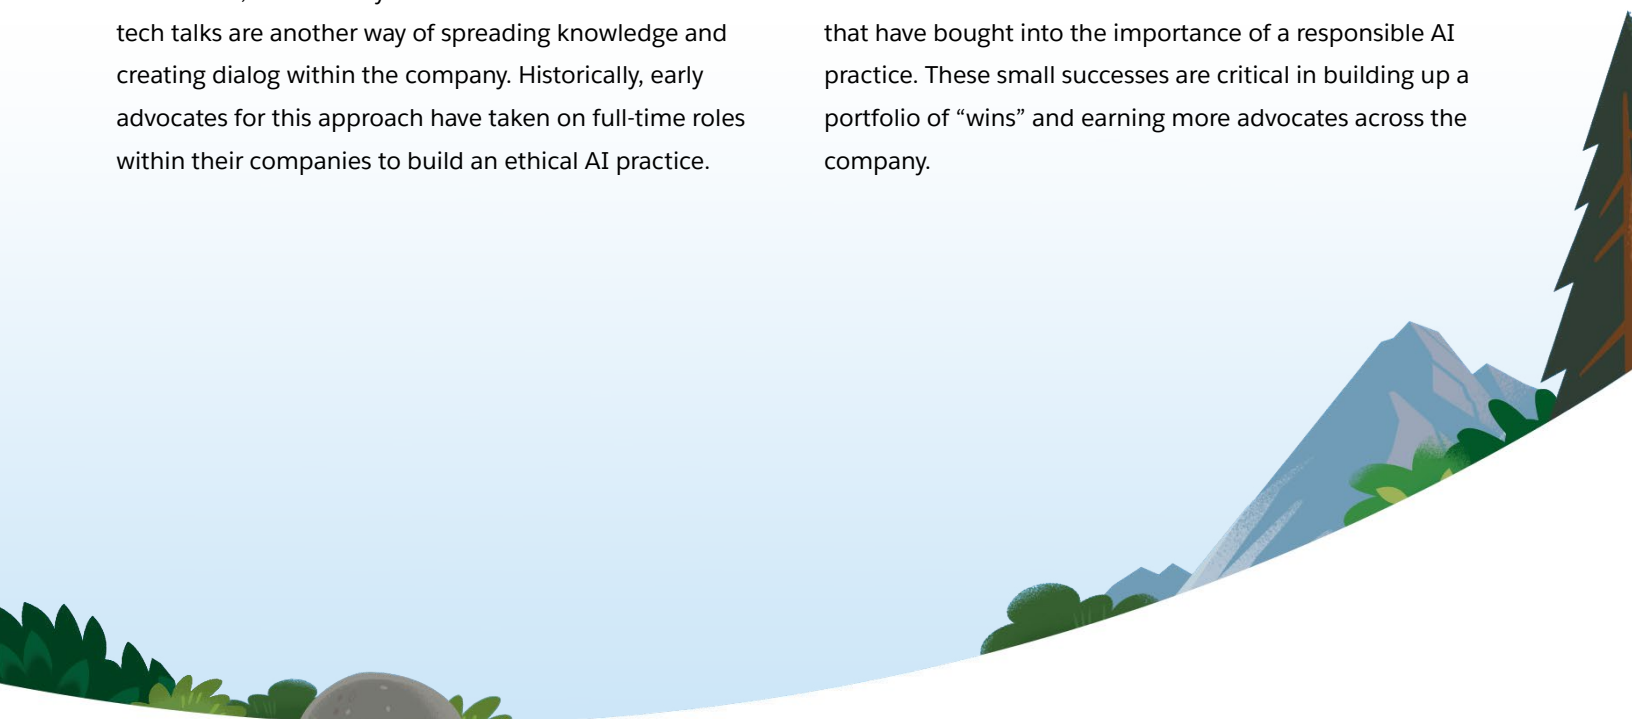 tech talks are another way of spreading knowledge and
creating dialog within the company. Historically, early
advocates for this approach have taken on full-time roles
within their companies to build an ethical AI practice.
that have bought into the importance of a responsible AI
practice. These small successes are critical in building up a
portfolio of “wins” and earning more advocates across the
company.